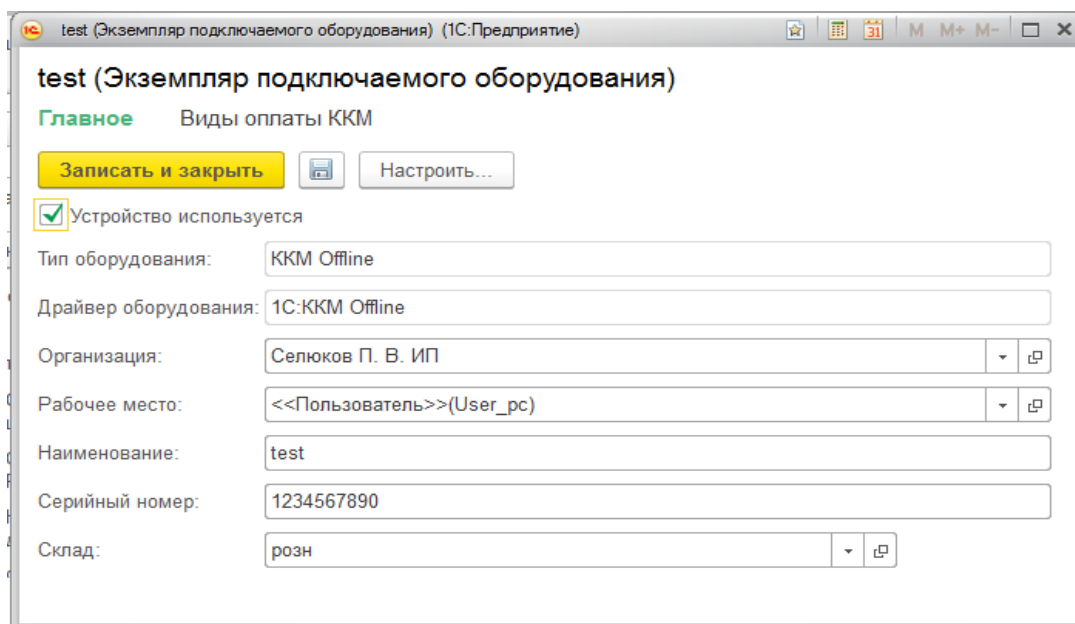 1С test (Экземпляр подключаемого оборудования) (1С:Предприятие) 31 M M+ M-
test (Экземпляр подключаемого оборудования)
Главное Виды оплаты ККМ
Записать и закрыть Настроить...
Устройство используется
Тип оборудования: ККМ Offline
Драйвер оборудования: 1С:ККМ Offline
Организация: Селюков П. В. ИП
Рабочее место: <<Пользователь>>(User_pc)
Наименование: test
Серийный номер: 1234567890
Склад: розн